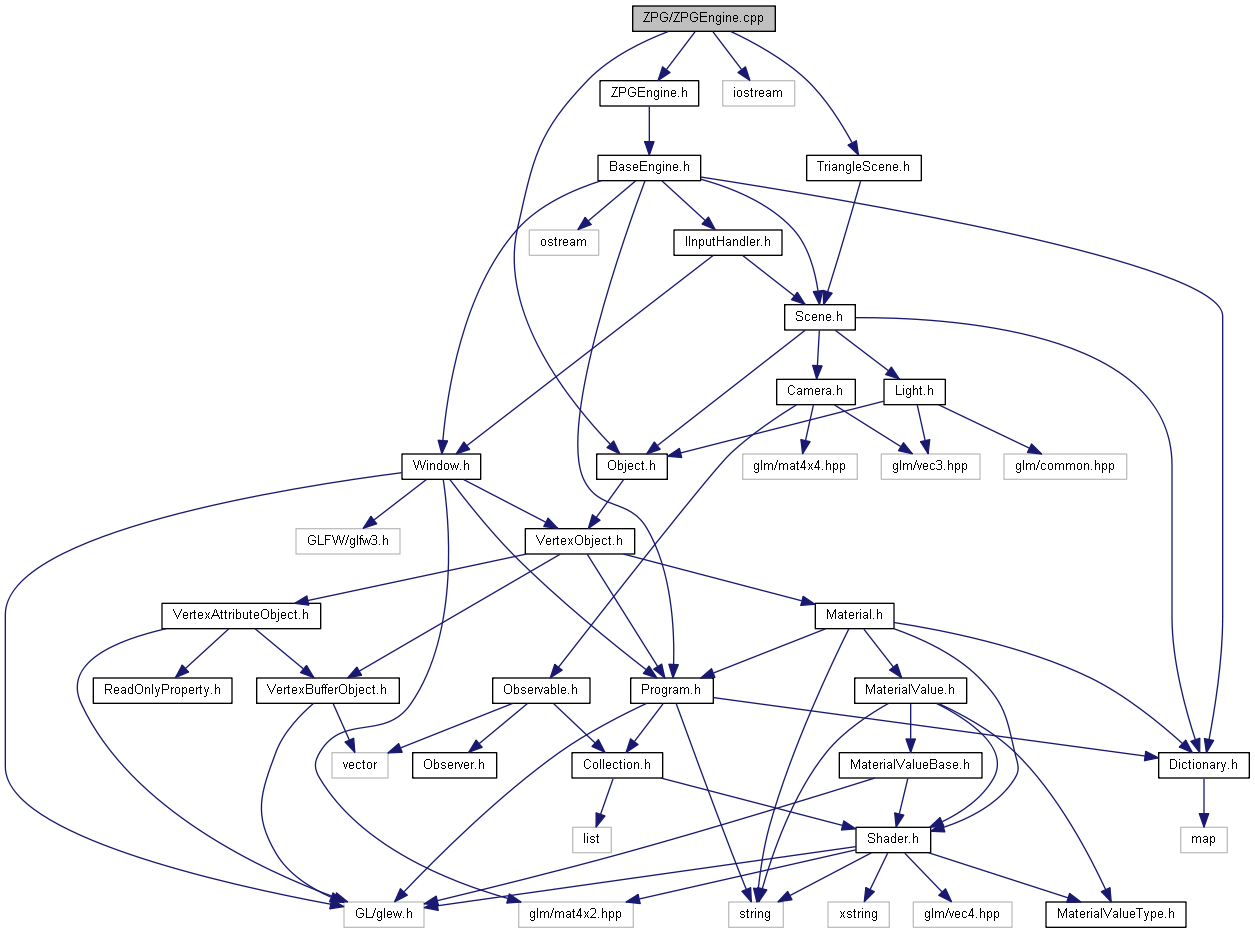 ZPG/ZPGEngine.cpp
ZPGEngine.h
iostream
BaseEngine.h
TriangleScene.h
ostream
IInputHandler.h
Scene.h
Camera.h
Light.h
Window.h
Object.h
glm/mat4x4.hpp
glm/vec3.hpp
glm/common.hpp
GLFW/glfw3.h
VertexObject.h
VertexAttributeObject.h
Material.h
ReadOnlyProperty.h
VertexBufferObject.h
Observable.h
Program.h
MaterialValue.h
vector
Observer.h
Collection.h
MaterialValueBase.h
Dictionary.h
list
Shader.h
map
GL/glew.h
glm/mat4x2.hpp
string
xstring
glm/vec4.hpp
MaterialValueType.h